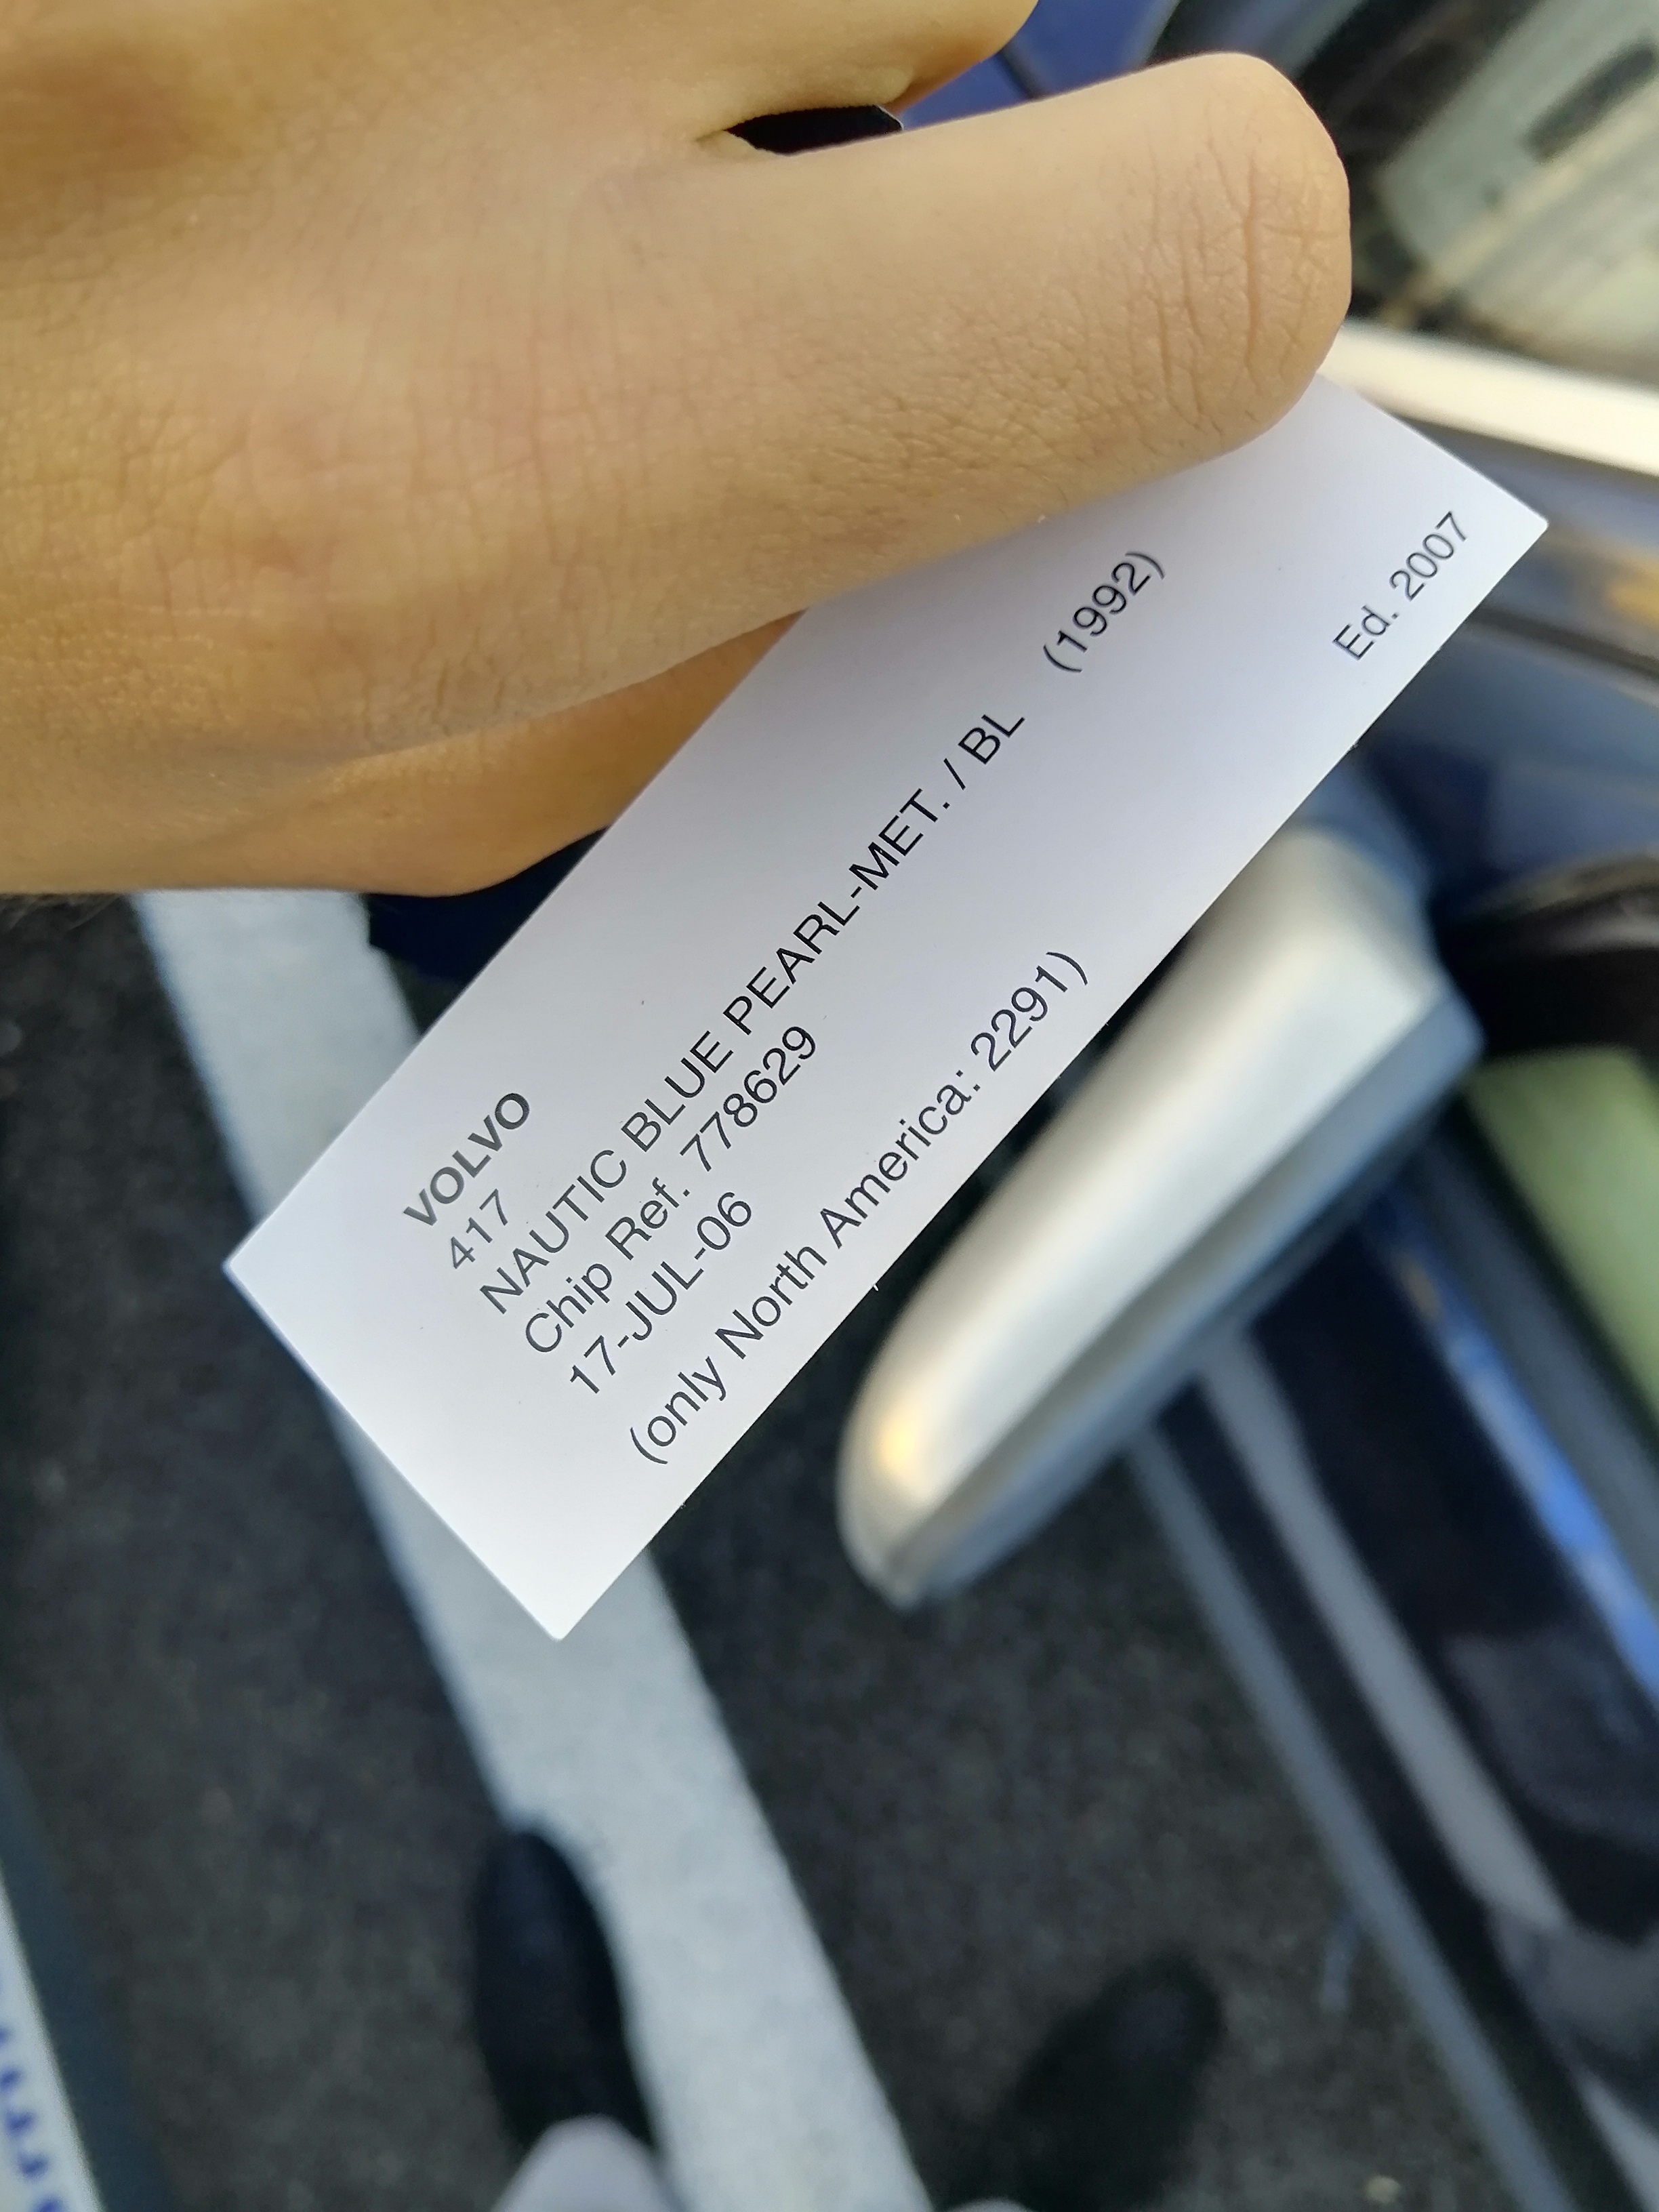 VOLVO
417
NAUTIC BLUE PEARL-MET. / BL (1992)
Chip Ref. 778629
17-JUL-06
(only North America: 2291)
Ed. 2007